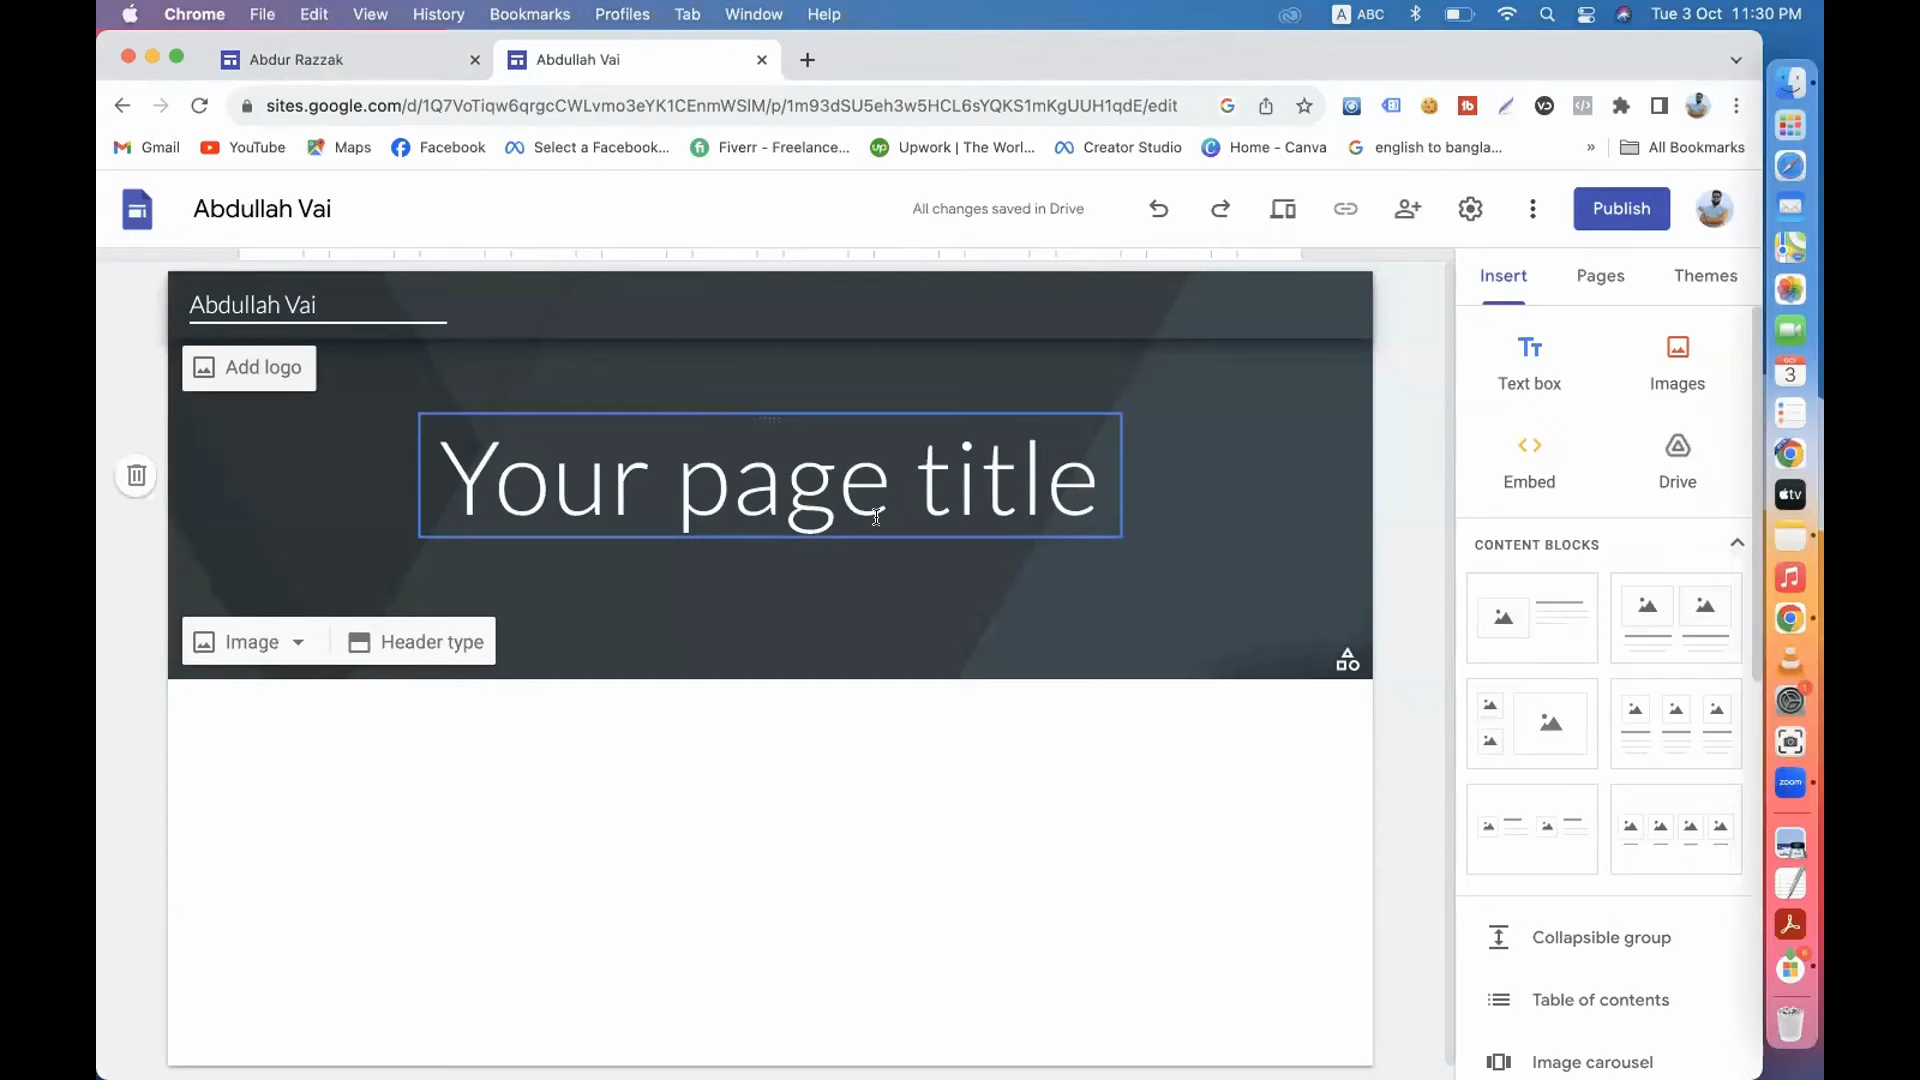 Chrome File Edit View History Bookmarks Profiles Tab Window Help A ABC Tue 3 Oct 11:30 PM
Abdur Razzak Abdullah Vai
sites.google.com/d/1Q7VoTiqw6qrgcCWLvmo3eYK1CEnmWSIM/p/1m93dSU5eh3w5HCL6sYQKS1mKgUUH1qdE/edit
Gmail YouTube Maps Facebook Select a Facebook... Fiverr - Freelance... Upwork | The Worl... Creator Studio Home - Canva english to bangla... » All Bookmarks
Abdullah Vai All changes saved in Drive Publish
Insert Pages Themes
Abdullah Vai
Add logo
Your page title
Image Header type
Text box Images
Embed Drive
CONTENT BLOCKS
Collapsible group
Table of contents
Image carousel
OCT
3
tv
zoom